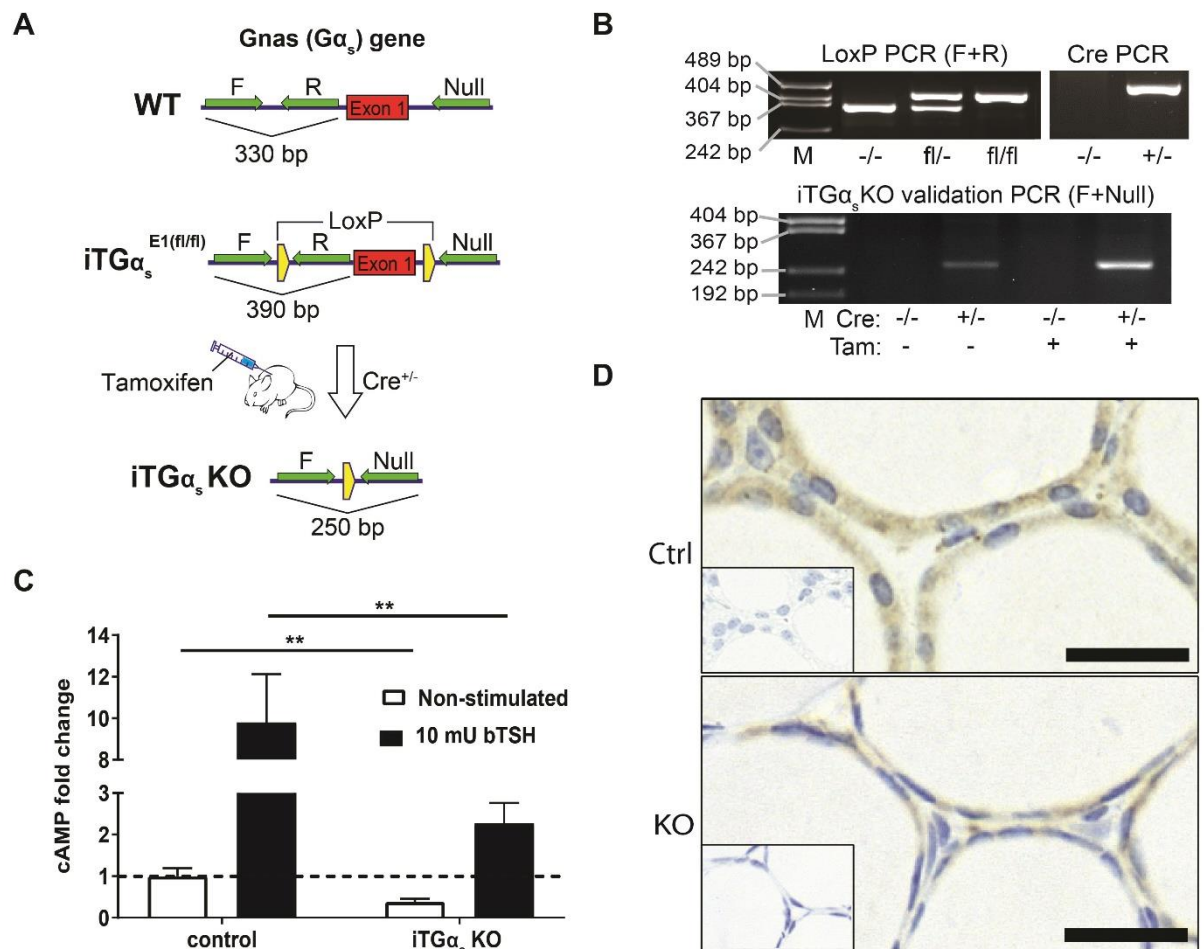 A
Gnas (Gαs) gene
WT
F R Null
Exon 1
330 bp
LoxP
iTGαs E1(fl/fl)
F R Null
Exon 1
390 bp
Tamoxifen
Cre+/-
iTGαs KO
F Null
250 bp
B
LoxP PCR (F+R) Cre PCR
489 bp
404 bp
367 bp
242 bp
M -/- fl/- fl/fl -/- +/-
iTGαsKO validation PCR (F+Null)
404 bp
367 bp
242 bp
192 bp
M Cre: -/- +/- -/- +/-
Tam: - - + +
C
**
**
cAMP fold change
14
12
10
8
3
2
1
0
Non-stimulated
10 mU bTSH
control iTGαs KO
D
Ctrl
KO